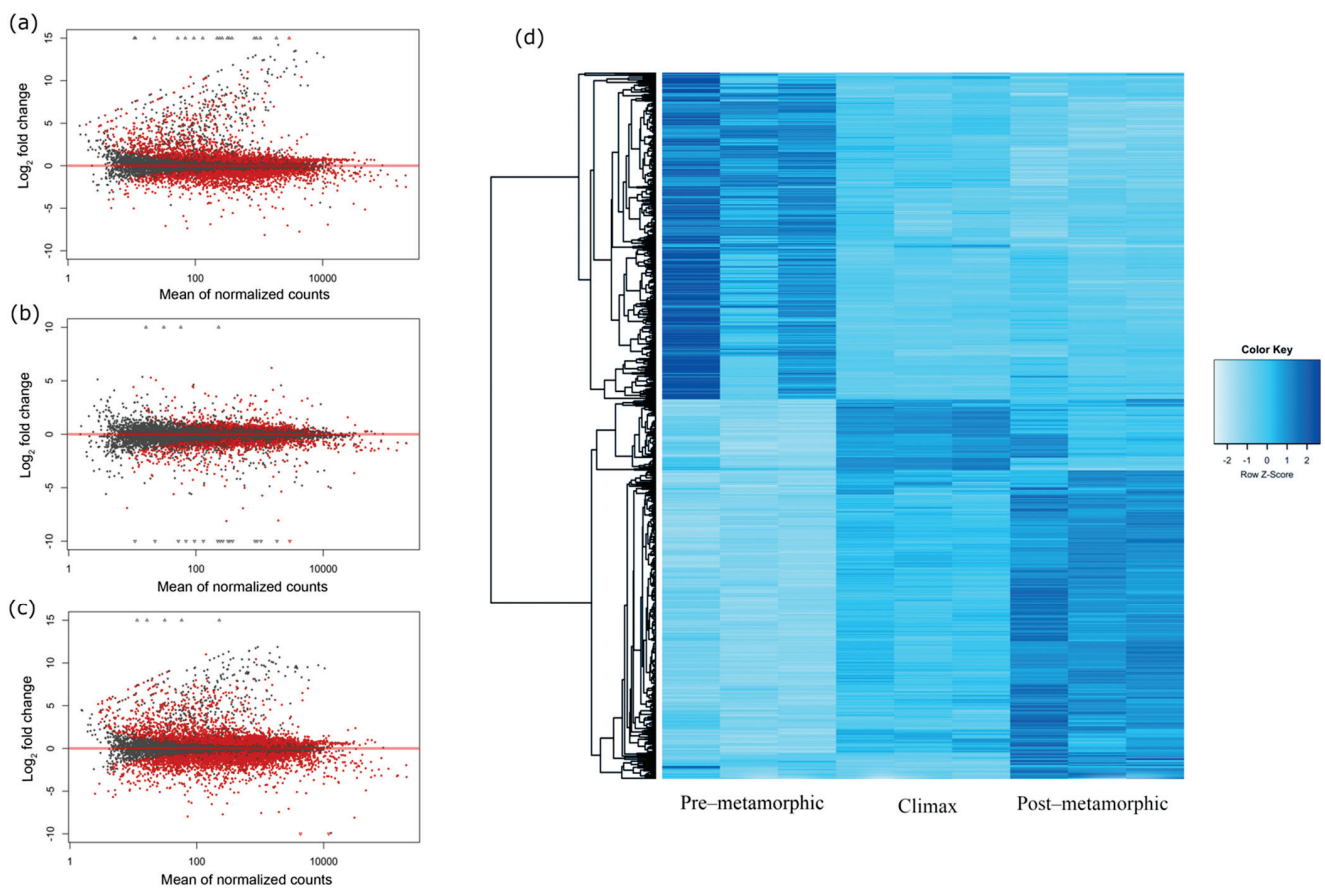 (a)
15
10
5
0
-5
-10
Log2 fold change
1 100 10000
Mean of normalized counts
(b)
10
5
0
-5
-10
Log2 fold change
1 100 10000
Mean of normalized counts
(c)
15
10
5
0
-5
-10
Log2 fold change
1 100 10000
Mean of normalized counts
(d)
Pre–metamorphic Climax Post–metamorphic
Color Key
-2 -1 0 1 2
Row Z-Score